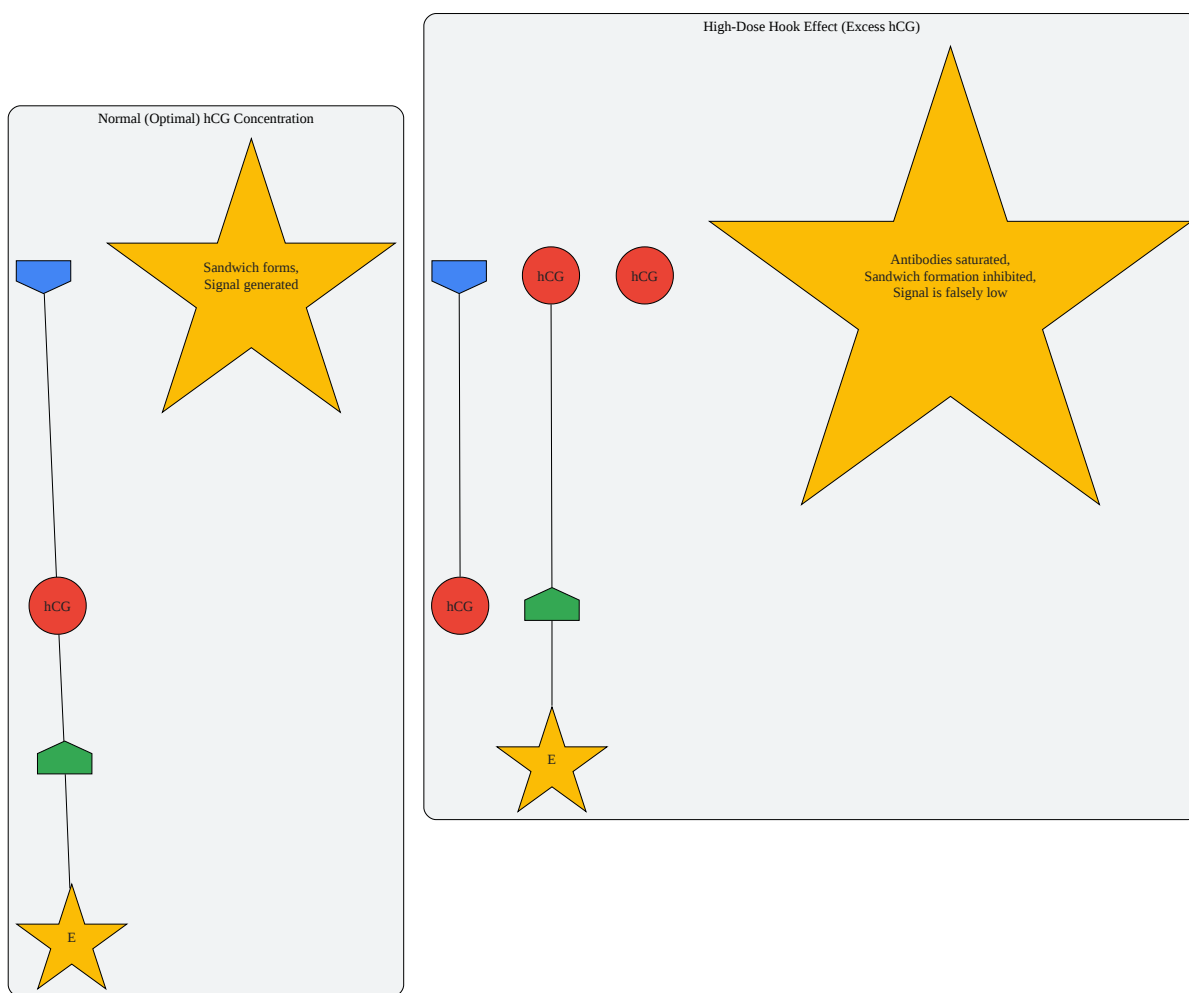 Normal (Optimal) hCG Concentration
Sandwich forms,
Signal generated
hCG
E
High-Dose Hook Effect (Excess hCG)
hCG
hCG
Antibodies saturated,
Sandwich formation inhibited,
Signal is falsely low
hCG
E